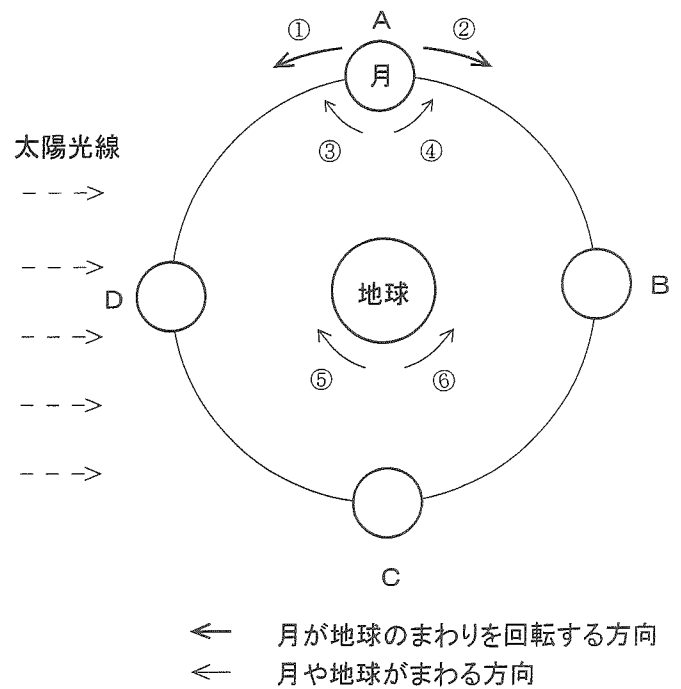 A
① ②
月
太陽光線
③ ④
D 地球 B
⑤ ⑥
C
月が地球のまわりを回転する方向
月や地球がまわる方向